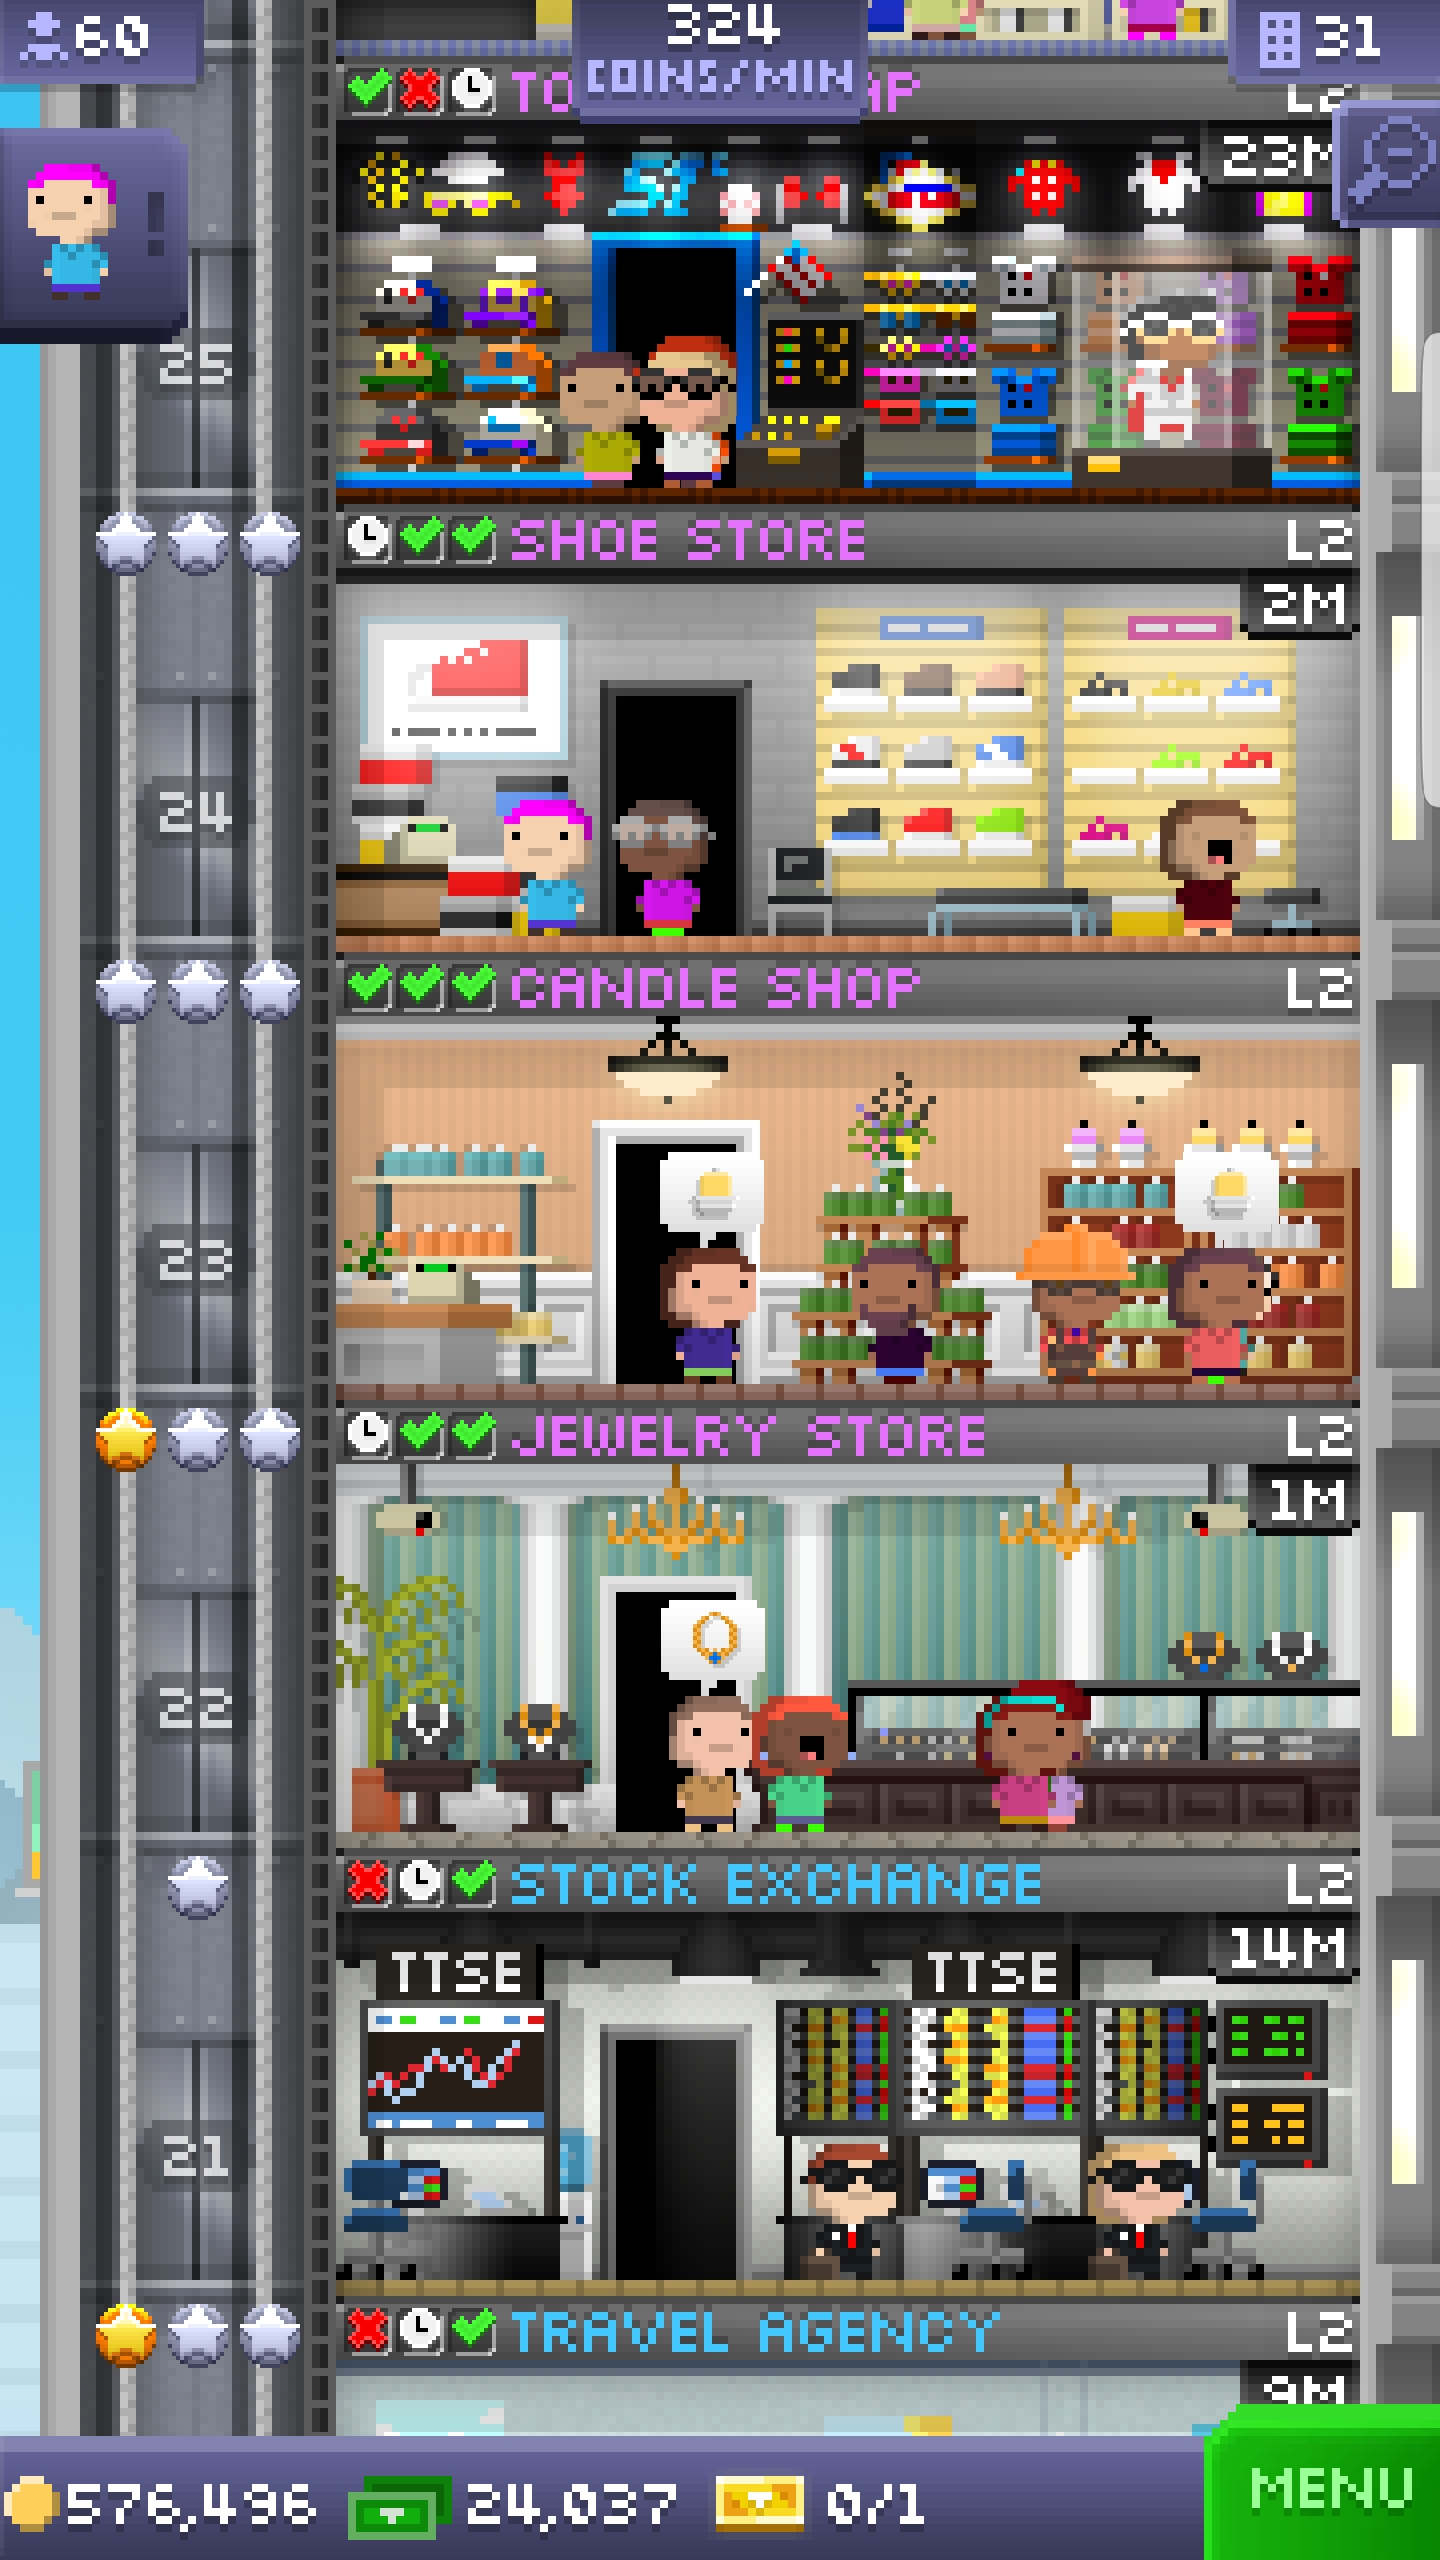 60
324
COINS/MIN
31
L2
23M
25
SHOE STORE
L2
2M
24
CANDLE SHOP
L2
23
JEWELRY STORE
L2
1M
22
STOCK EXCHANGE
L2
14M
TTSE
TTSE
21
TRAVEL AGENCY
L2
9M
576,496
24,037
0/1
MENU